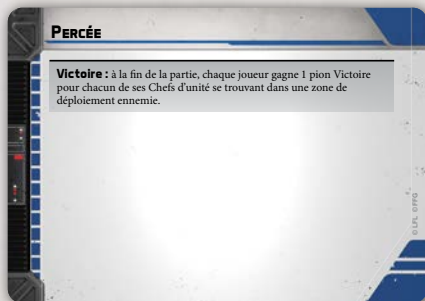 Percée
Victoire : à la fin de la partie, chaque joueur gagne 1 pion Victoire
pour chacun de ses Chefs d'unité se trouvant dans une zone de
déploiement ennemie.
© LFL ©FFG